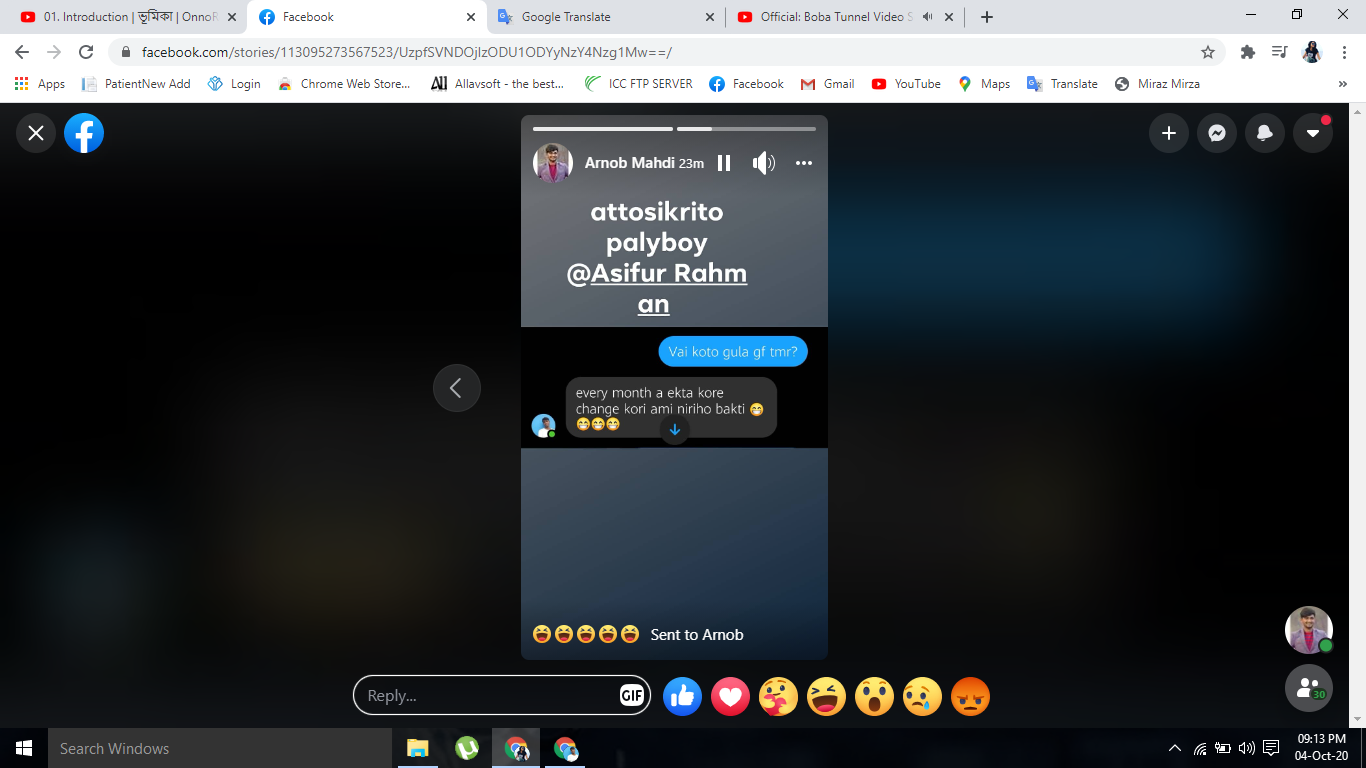 01. Introduction | ভূমিকা | OnnoR
Facebook
Google Translate
Official: Boba Tunnel Video S
facebook.com/stories/113095273567523/UzpfSVNDOjIzODU1ODYyNzY4Nzg1Mw==/
Apps
PatientNew Add
Login
Chrome Web Store...
All
Allavsoft - the best...
ICC FTP SERVER
Facebook
Gmail
YouTube
Maps
Translate
Miraz Mirza
»
Arnob Mahdi 23m
attosikrito
palyboy
@Asifur Rahm
an
Vai koto gula gf tmr?
every month a ekta kore
change kori ami niriho bakti 😁
😁😁😁
😆😆😆😆😆 Sent to Arnob
Reply...
GIF
30
Search Windows
09:13 PM
04-Oct-20